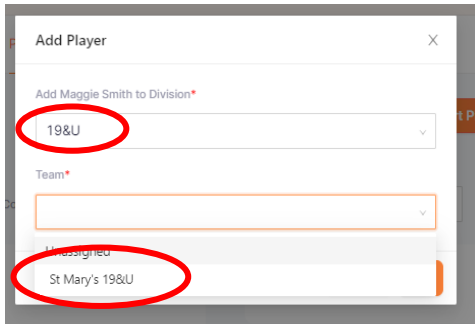 Add Player
X
Add Maggie Smith to Division*
19&U
Team*
Unassigned
St Mary's 19&U